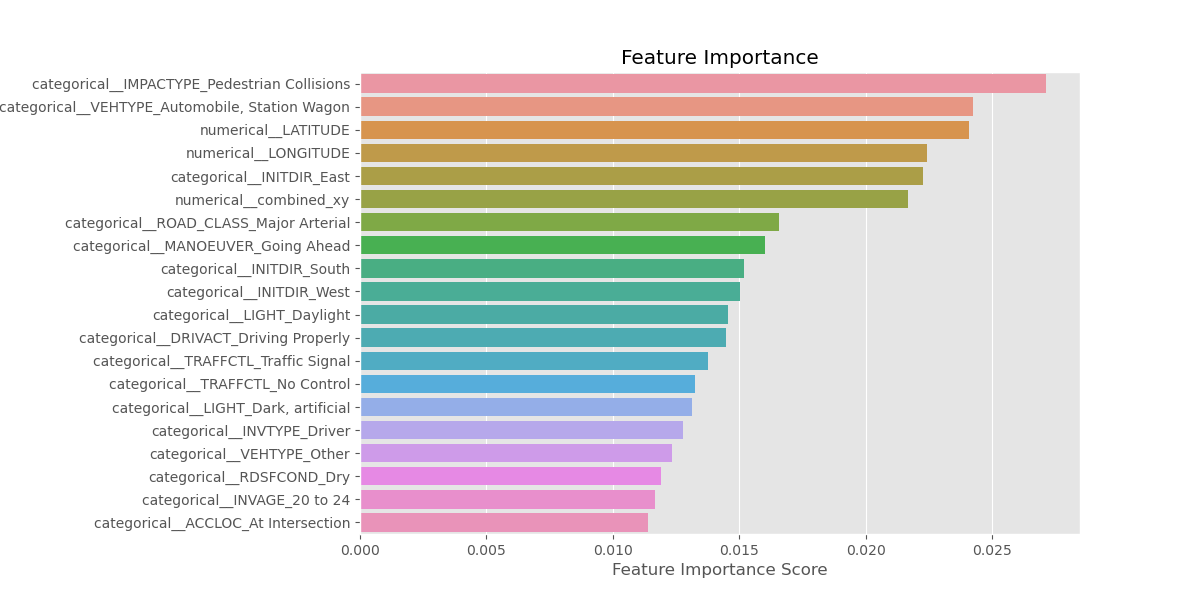 Feature Importance
categorical__IMPACTYPE_Pedestrian Collisions
categorical__VEHTYPE_Automobile, Station Wagon
numerical__LATITUDE
numerical__LONGITUDE
categorical__INITDIR_East
numerical__combined_xy
categorical__ROAD_CLASS_Major Arterial
categorical__MANOEUVER_Going Ahead
categorical__INITDIR_South
categorical__INITDIR_West
categorical__LIGHT_Daylight
categorical__DRIVACT_Driving Properly
categorical__TRAFFCTL_Traffic Signal
categorical__TRAFFCTL_No Control
categorical__LIGHT_Dark, artificial
categorical__INVTYPE_Driver
categorical__VEHTYPE_Other
categorical__RDSFCOND_Dry
categorical__INVAGE_20 to 24
categorical__ACCLOC_At Intersection
0.000 0.005 0.010 0.015 0.020 0.025
Feature Importance Score